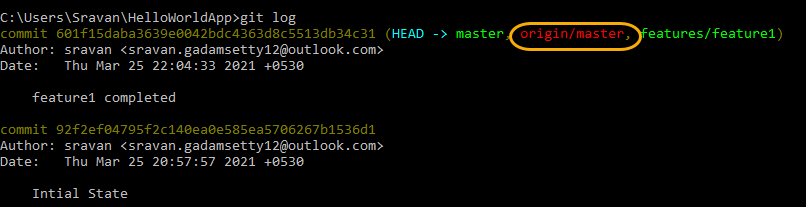 C:\Users\Sravan\HelloWorldApp>git log
commit 601f15daba3639e0042bdc4363d8c5513db34c31 (HEAD -> master, origin/master, features/feature1)
Author: sravan <sravan.gadamsetty12@outlook.com>
Date:   Thu Mar 25 22:04:33 2021 +0530
    feature1 completed
commit 92f2ef04795f2c140ea0e585ea5706267b1536d1
Author: sravan <sravan.gadamsetty12@outlook.com>
Date:   Thu Mar 25 20:57:57 2021 +0530
    Intial State